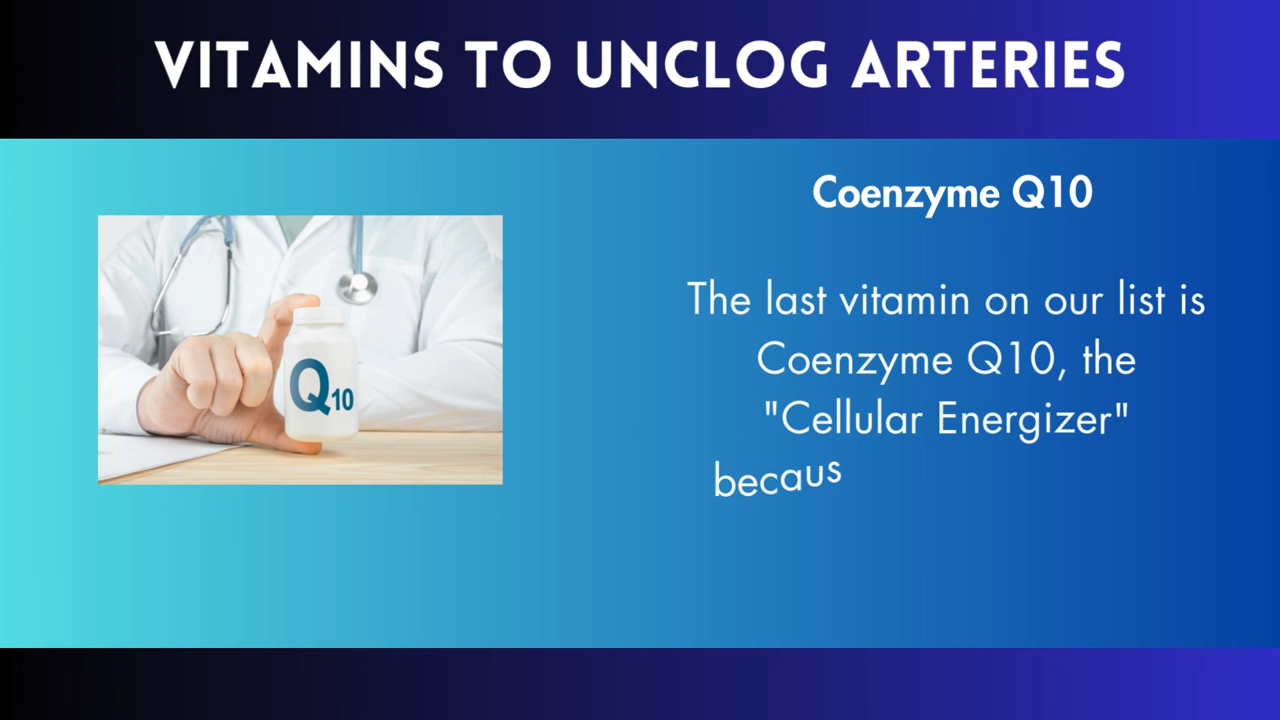 VITAMINS TO UNCLOG ARTERIES
Coenzyme Q10
The last vitamin on our list is
Coenzyme Q10, the
"Cellular Energizer"
becaus
Q10